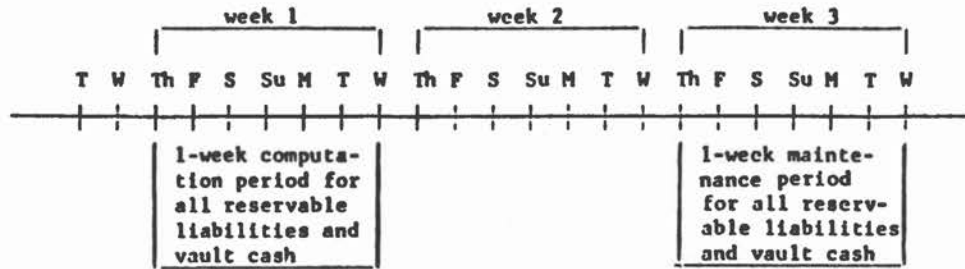 week 1 week 2 week 3
T W Th F S Su M T W Th F S Su M T W Th F S Su M T W
1-week computa-
tion period for
all reservable
liabilities and
vault cash
1-week mainte-
nance period
for all reserv-
able liabilities
and vault cash